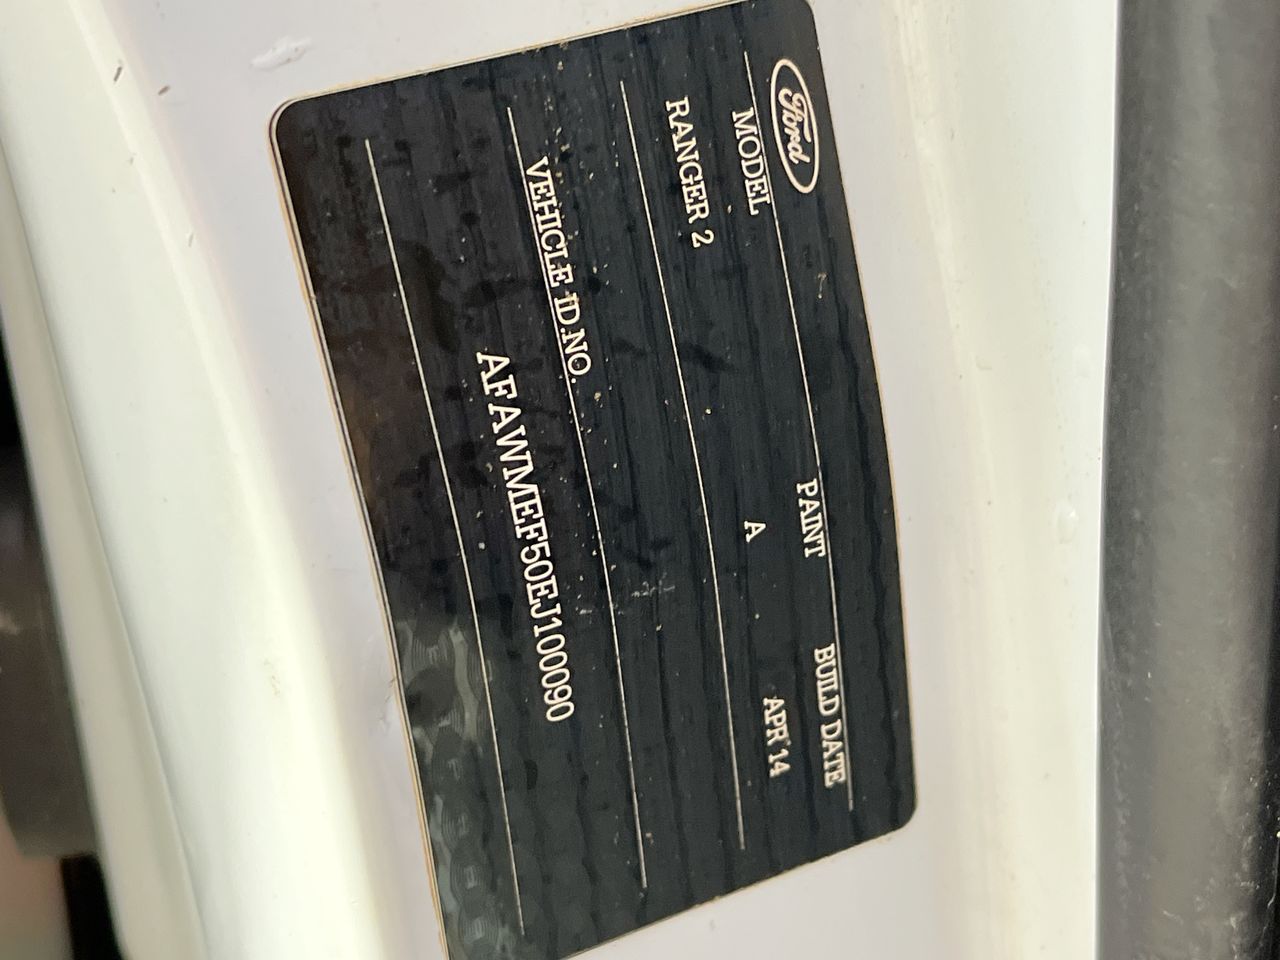 Ford
MODEL PAINT BUILD DATE
RANGER 2 A APR 14
VEHICLE ID.NO.
AFAWMEF50EJ100090